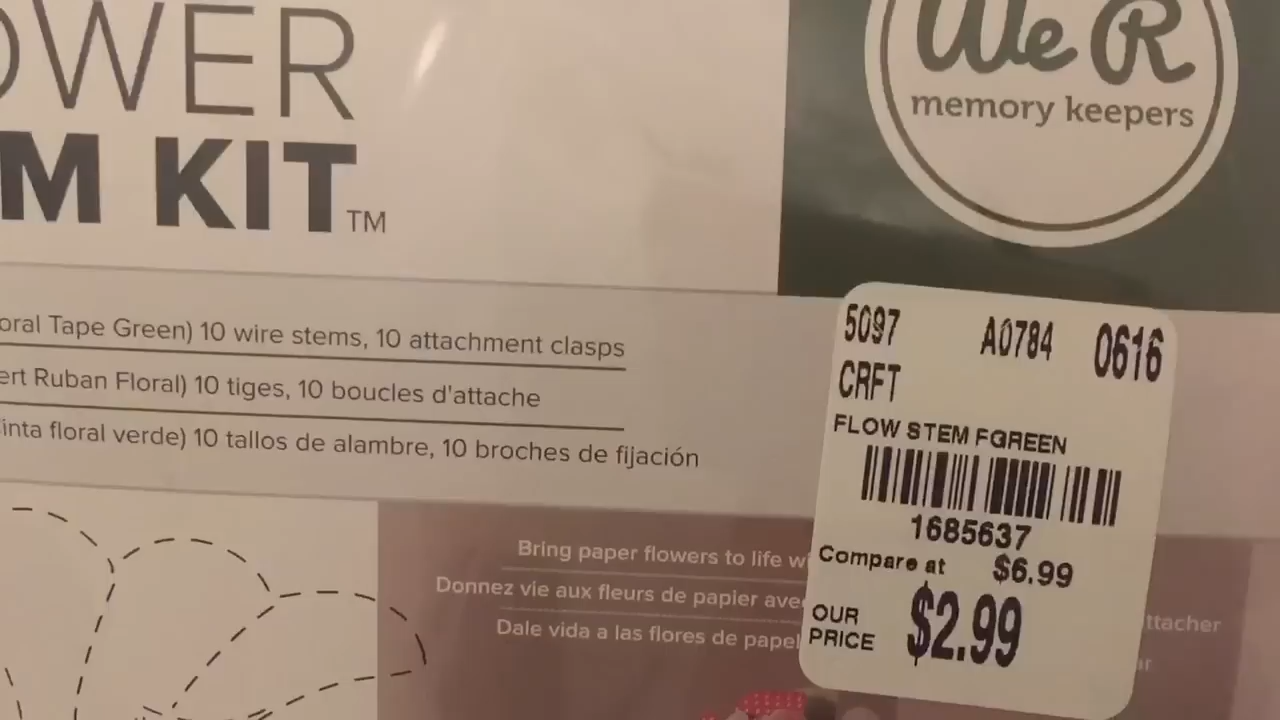 We R
memory keepers
OWER
M KIT™
oral Tape Green) 10 wire stems, 10 attachment clasps
ert Ruban Floral) 10 tiges, 10 boucles d'attache
inta floral verde) 10 tallos de alambre, 10 broches de fijación
Bring paper flowers to life w
Donnez vie aux fleurs de papier ave
Dale vida a las flores de papel
ttacher
5097 A0784 0616
CRFT
FLOW STEM FGREEN
1685637
Compare at $6.99
OUR PRICE $2.99